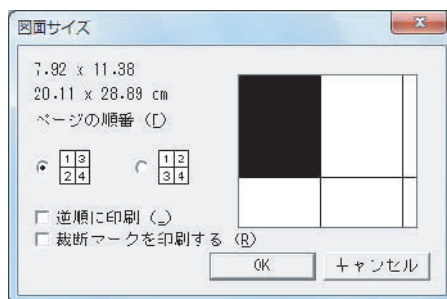 図面サイズ
7.92 x 11.38
20.11 x 28.89 cm
ページの順番 (L)
1 3
2 4
1 2
3 4
逆順に印刷 (_)
裁断マークを印刷する (R)
OK
キャンセル